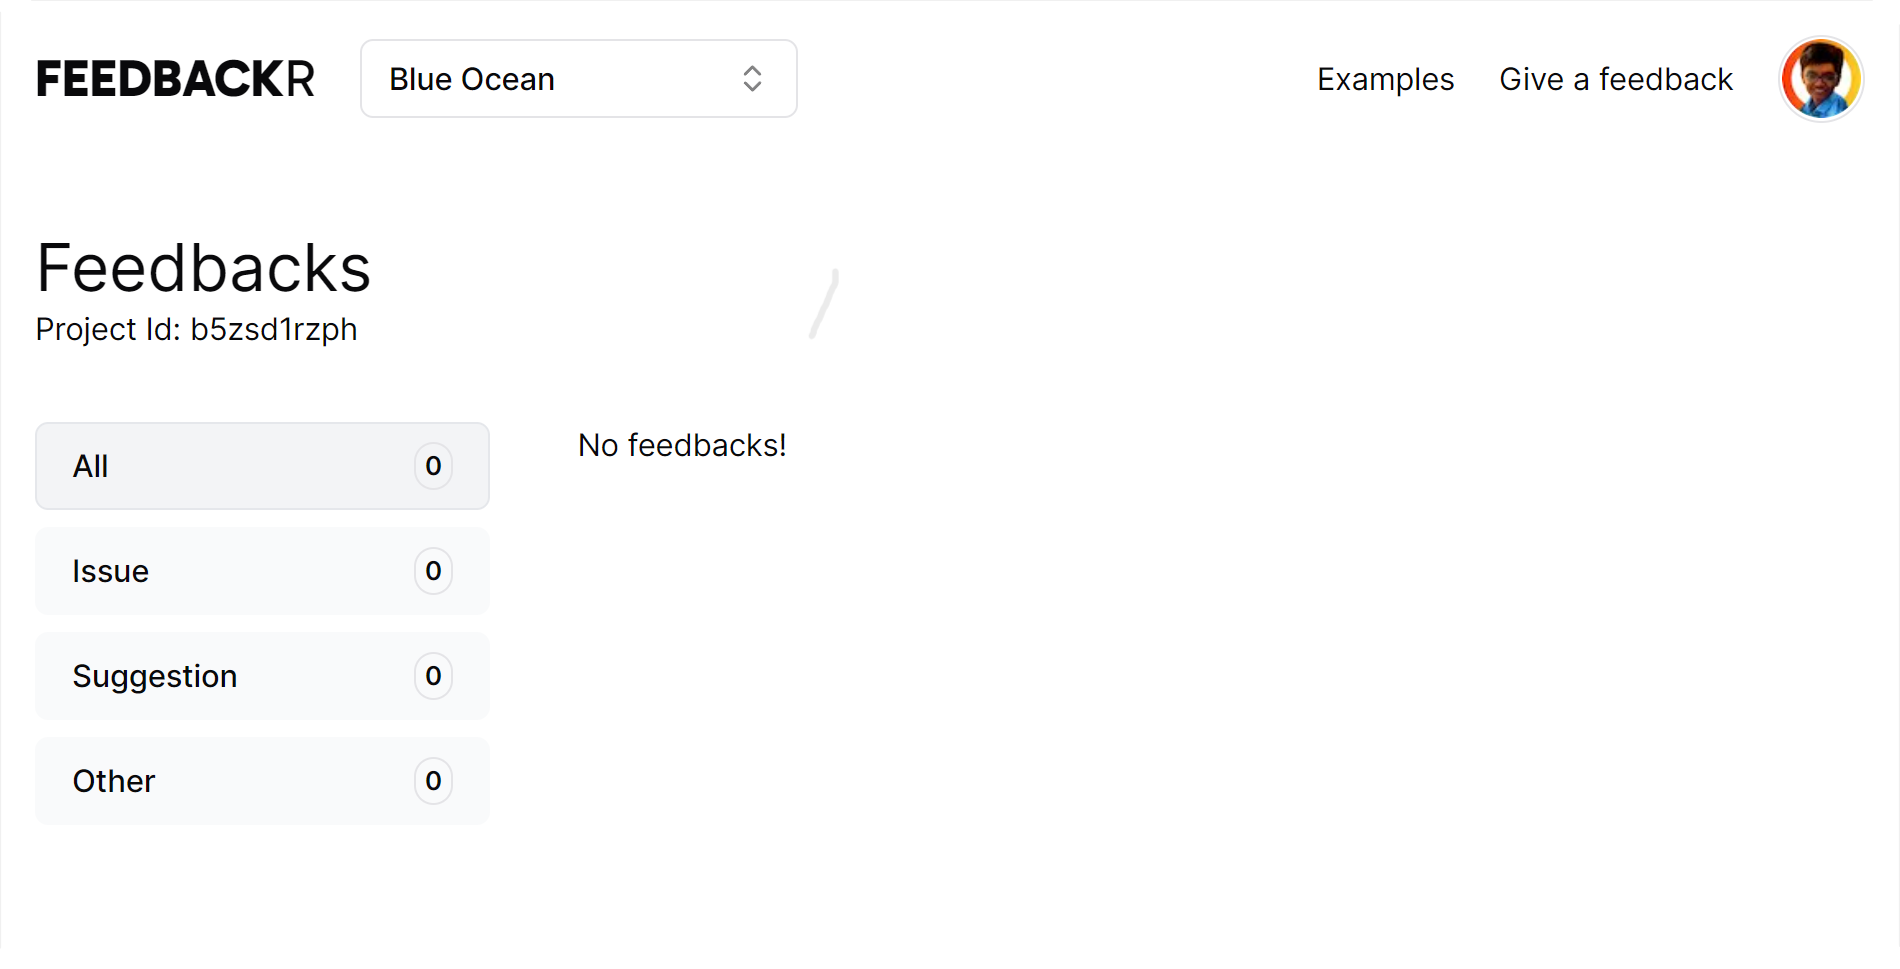 FEEDBACKR
Blue Ocean
Examples
Give a feedback
Feedbacks
Project Id: b5zsd1rzph
All 0
Issue 0
Suggestion 0
Other 0
No feedbacks!